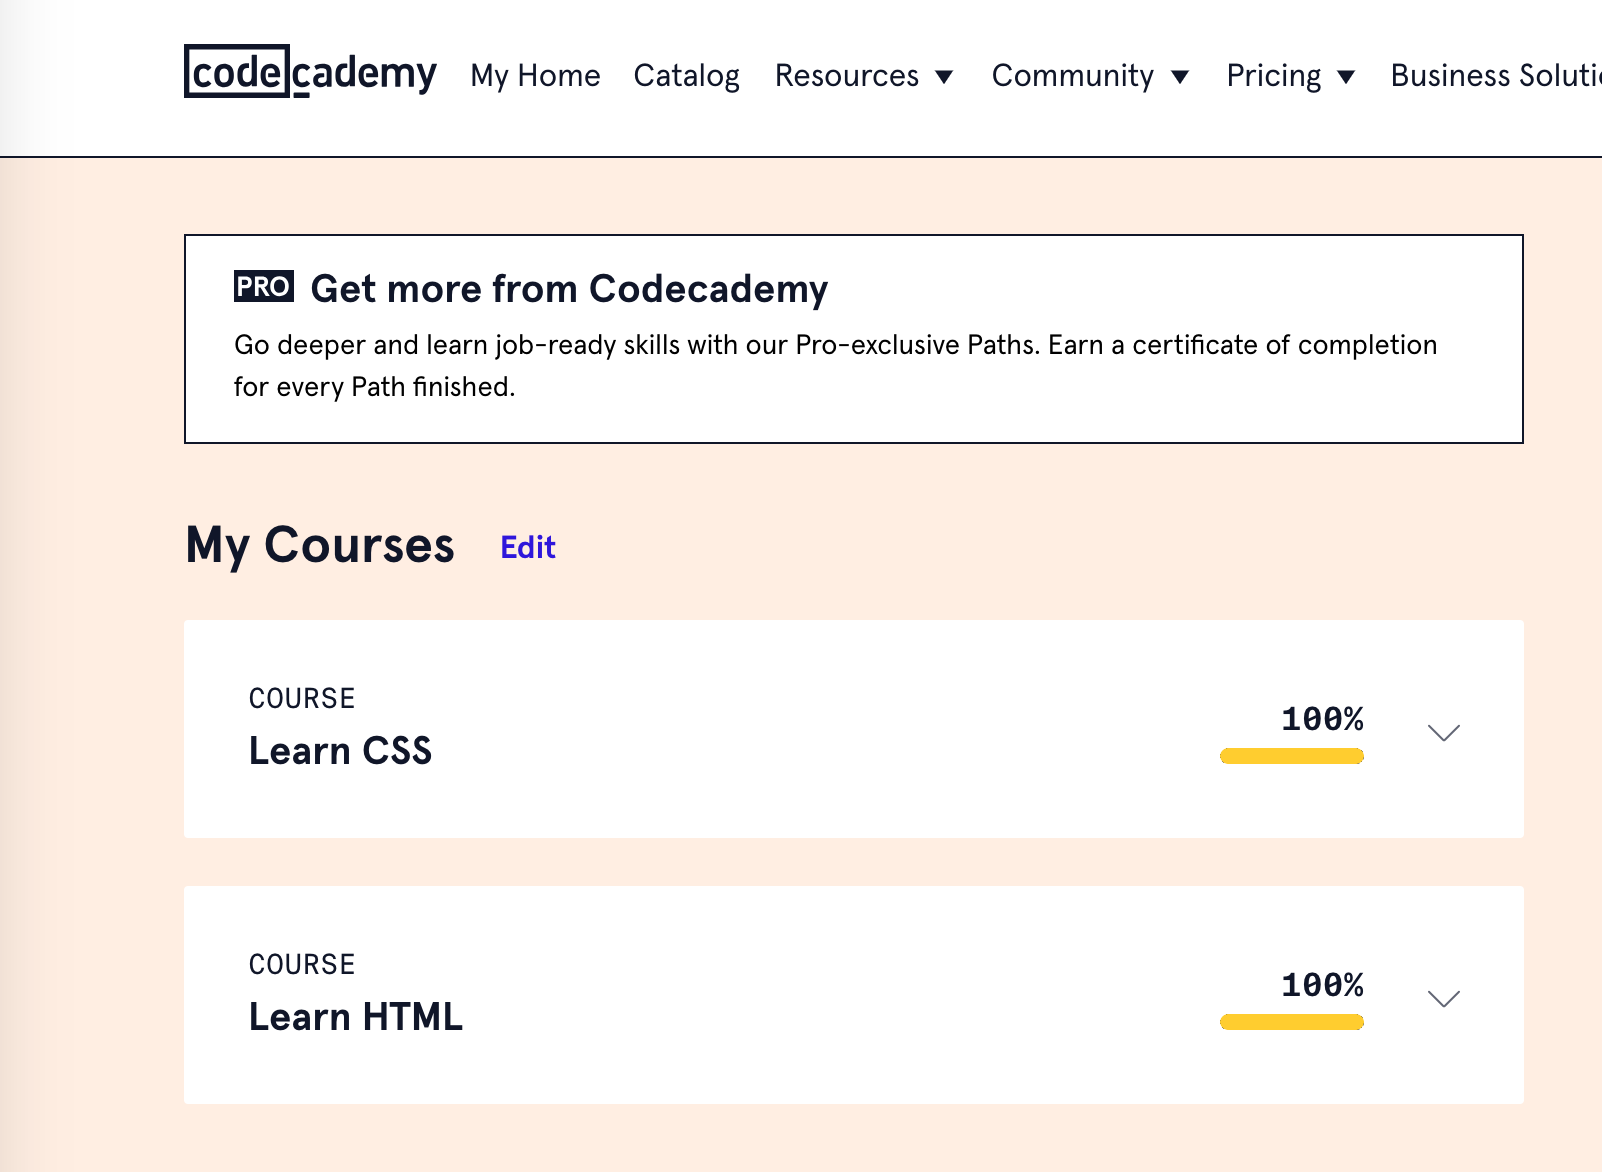 codecademy My Home Catalog Resources Community Pricing Business Soluti
PRO Get more from Codecademy
Go deeper and learn job-ready skills with our Pro-exclusive Paths. Earn a certificate of completion
for every Path finished.
My Courses Edit
COURSE
Learn CSS
100%
COURSE
Learn HTML
100%